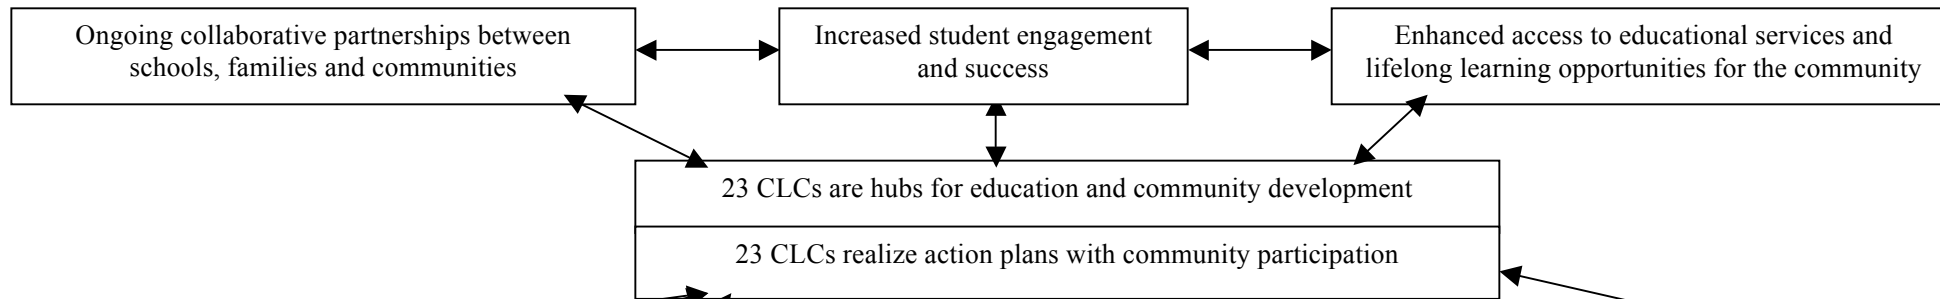 Ongoing collaborative partnerships between
schools, families and communities
Increased student engagement
and success
Enhanced access to educational services and
lifelong learning opportunities for the community
23 CLCs are hubs for education and community development
23 CLCs realize action plans with community participation